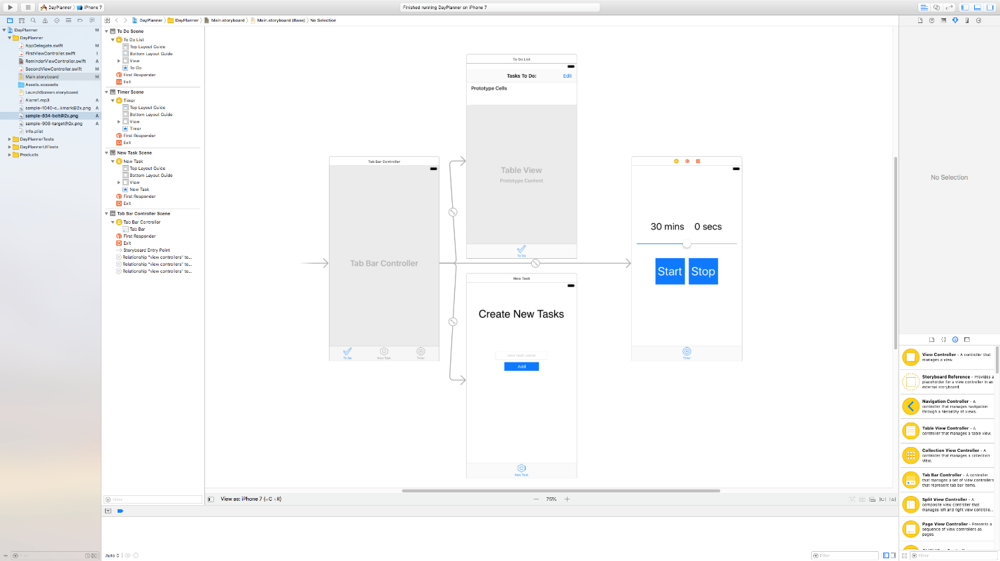 DayPlanner iPhone 7
Finished running DayPlanner on iPhone 7
DayPlanner M
DayPlanner
AppDelegate.swift M
FirstViewController.swift
ReminderViewController.swift A
SecondViewController.swift M
Main.storyboard M
Assets.xcassets
LaunchScreen.storyboard
Alarm1.mp3 A
sample-1040-c...kmark@2x.png A
sample-834-bolt@2x.png A
sample-908-target@2x.png A
Info.plist
DayPlannerTests
DayPlannerUITests
Products
DayPlanner DayPlanner Main.storyboard Main.storyboard (Base) No Selection
To Do Scene
To Do List
Top Layout Guide
Bottom Layout Guide
View
To Do
First Responder
Exit
Timer Scene
Timer
Top Layout Guide
Bottom Layout Guide
View
Timer
First Responder
Exit
New Task Scene
New Task
Top Layout Guide
Bottom Layout Guide
View
New Task
First Responder
Exit
Tab Bar Controller Scene
Tab Bar Controller
Tab Bar
First Responder
Exit
Storyboard Entry Point
Relationship "view controllers" to...
Relationship "view controllers" to...
Relationship "view controllers" to...
Filter
Tab Bar Controller
Tab Bar Controller
To Do New Task Timer
To Do List
Tasks To Do: Edit
Prototype Cells
Table View
Prototype Content
To Do
New Task
Create New Tasks
Add
New Task
30 mins 0 secs
Start Stop
Timer
View as: iPhone 7 (wC hR)
75%
Auto
Filter
No Selection
View Controller - A controller that
manages a view.
Storyboard Reference - Provides a
placeholder for a view controller in an
external storyboard.
Navigation Controller - A
controller that manages navigation
through a hierarchy of views.
Table View Controller - A
controller that manages a table view.
Collection View Controller - A
controller that manages a collection
view.
Tab Bar Controller - A controller
that manages a set of view controllers
that represent tab bar items.
Split View Controller - A
composite view controller that
manages left and right view controlle...
Page View Controller - Presents a
sequence of view controllers as
pages.
Filter